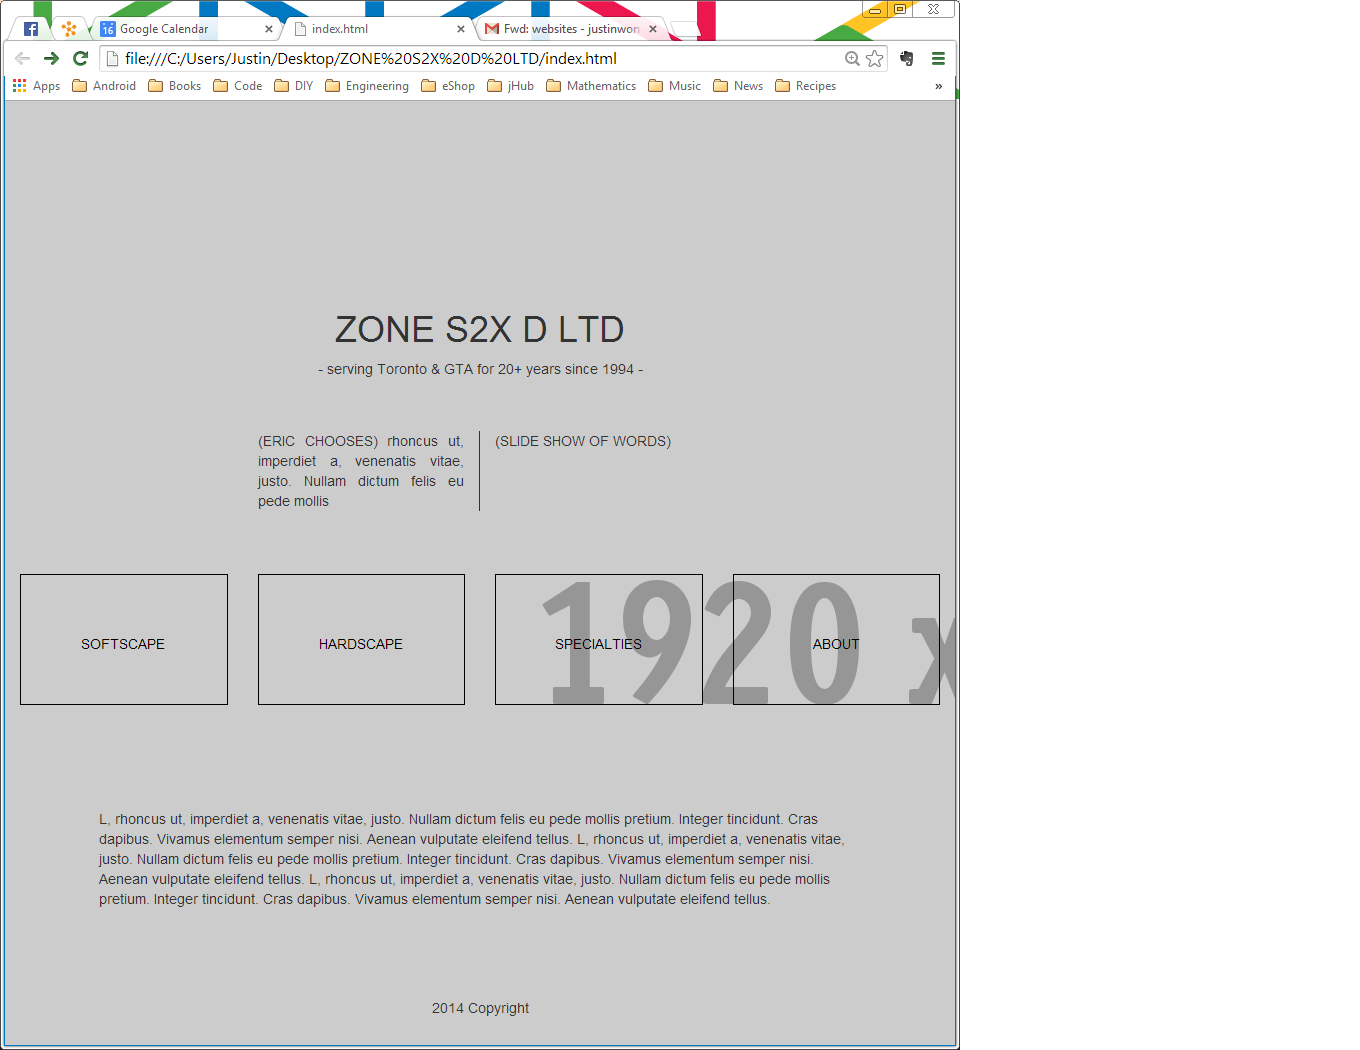 Google Calendar
index.html
Fwd: websites - justinwon
file:///C:/Users/Justin/Desktop/ZONE%20S2X%20D%20LTD/index.html
Apps Android Books Code DIY Engineering eShop jHub Mathematics Music News Recipes »
ZONE S2X D LTD
- serving Toronto & GTA for 20+ years since 1994 -
(ERIC CHOOSES) rhoncus ut,
imperdiet a, venenatis vitae,
justo. Nullam dictum felis eu
pede mollis
(SLIDE SHOW OF WORDS)
1920 x
SOFTSCAPE
HARDSCAPE
SPECIALTIES
ABOUT
L, rhoncus ut, imperdiet a, venenatis vitae, justo. Nullam dictum felis eu pede mollis pretium. Integer tincidunt. Cras
dapibus. Vivamus elementum semper nisi. Aenean vulputate eleifend tellus. L, rhoncus ut, imperdiet a, venenatis vitae,
justo. Nullam dictum felis eu pede mollis pretium. Integer tincidunt. Cras dapibus. Vivamus elementum semper nisi.
Aenean vulputate eleifend tellus. L, rhoncus ut, imperdiet a, venenatis vitae, justo. Nullam dictum felis eu pede mollis
pretium. Integer tincidunt. Cras dapibus. Vivamus elementum semper nisi. Aenean vulputate eleifend tellus.
2014 Copyright